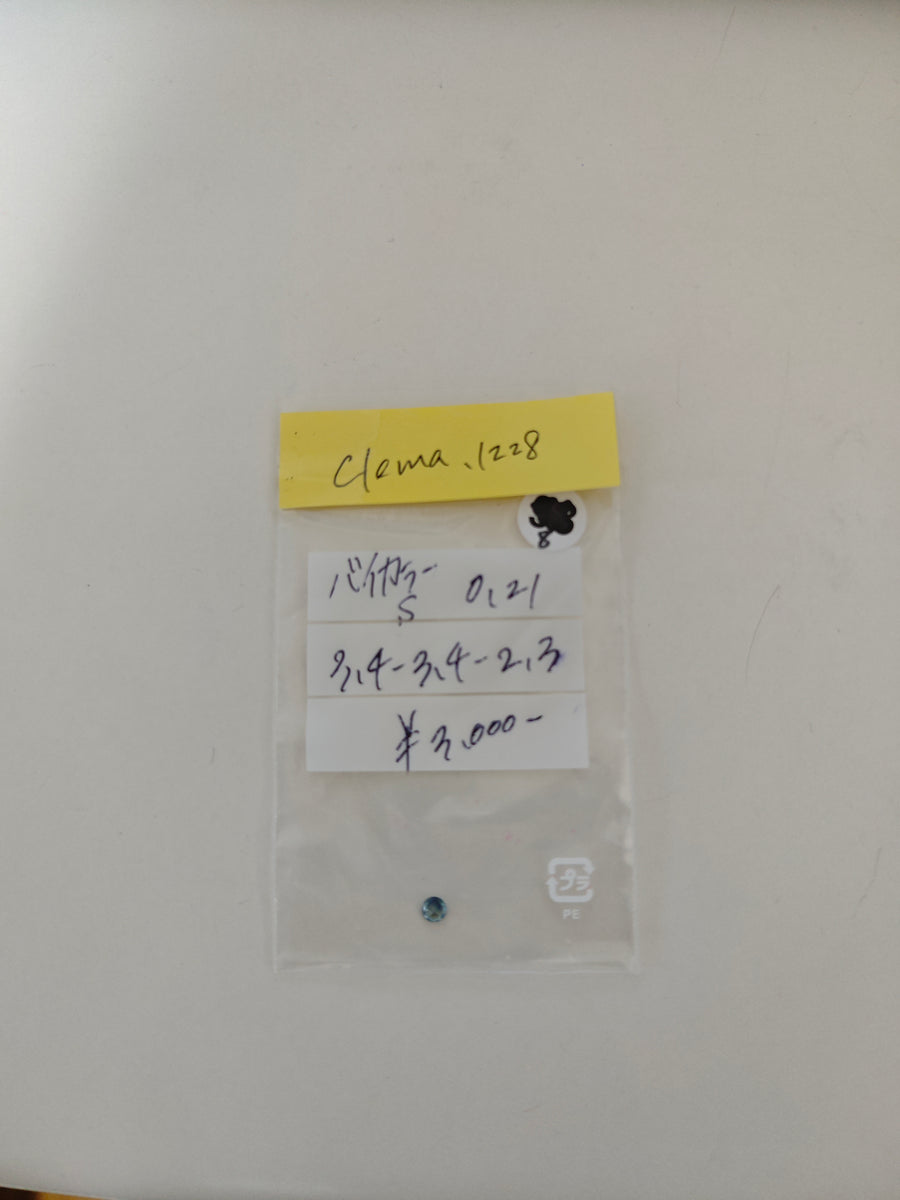 Clema.1228
8
バイカラー 0.21
S
3.4-3.4-2.3
¥3,000-
プラ
PE